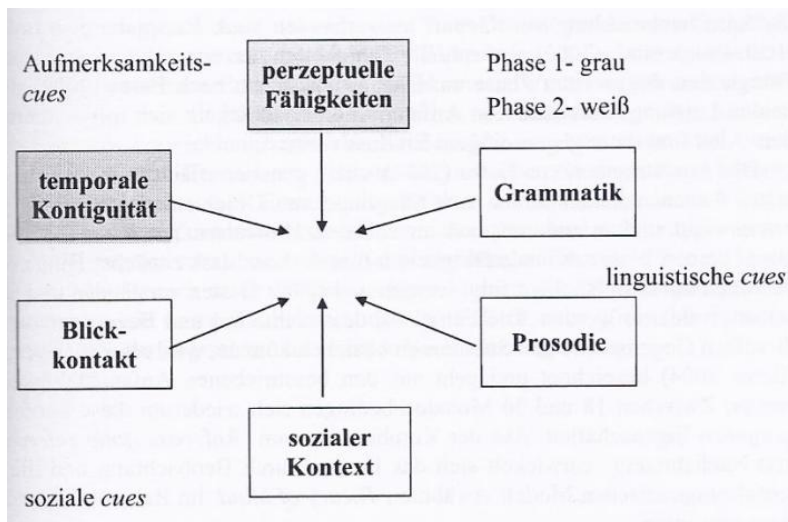 Aufmerksamkeits-
cues
perzeptuelle
Fähigkeiten
Phase 1- grau
Phase 2- weiß
temporale
Kontiguität
Grammatik
linguistische cues
Blick-
kontakt
Prosodie
sozialer
Kontext
soziale cues